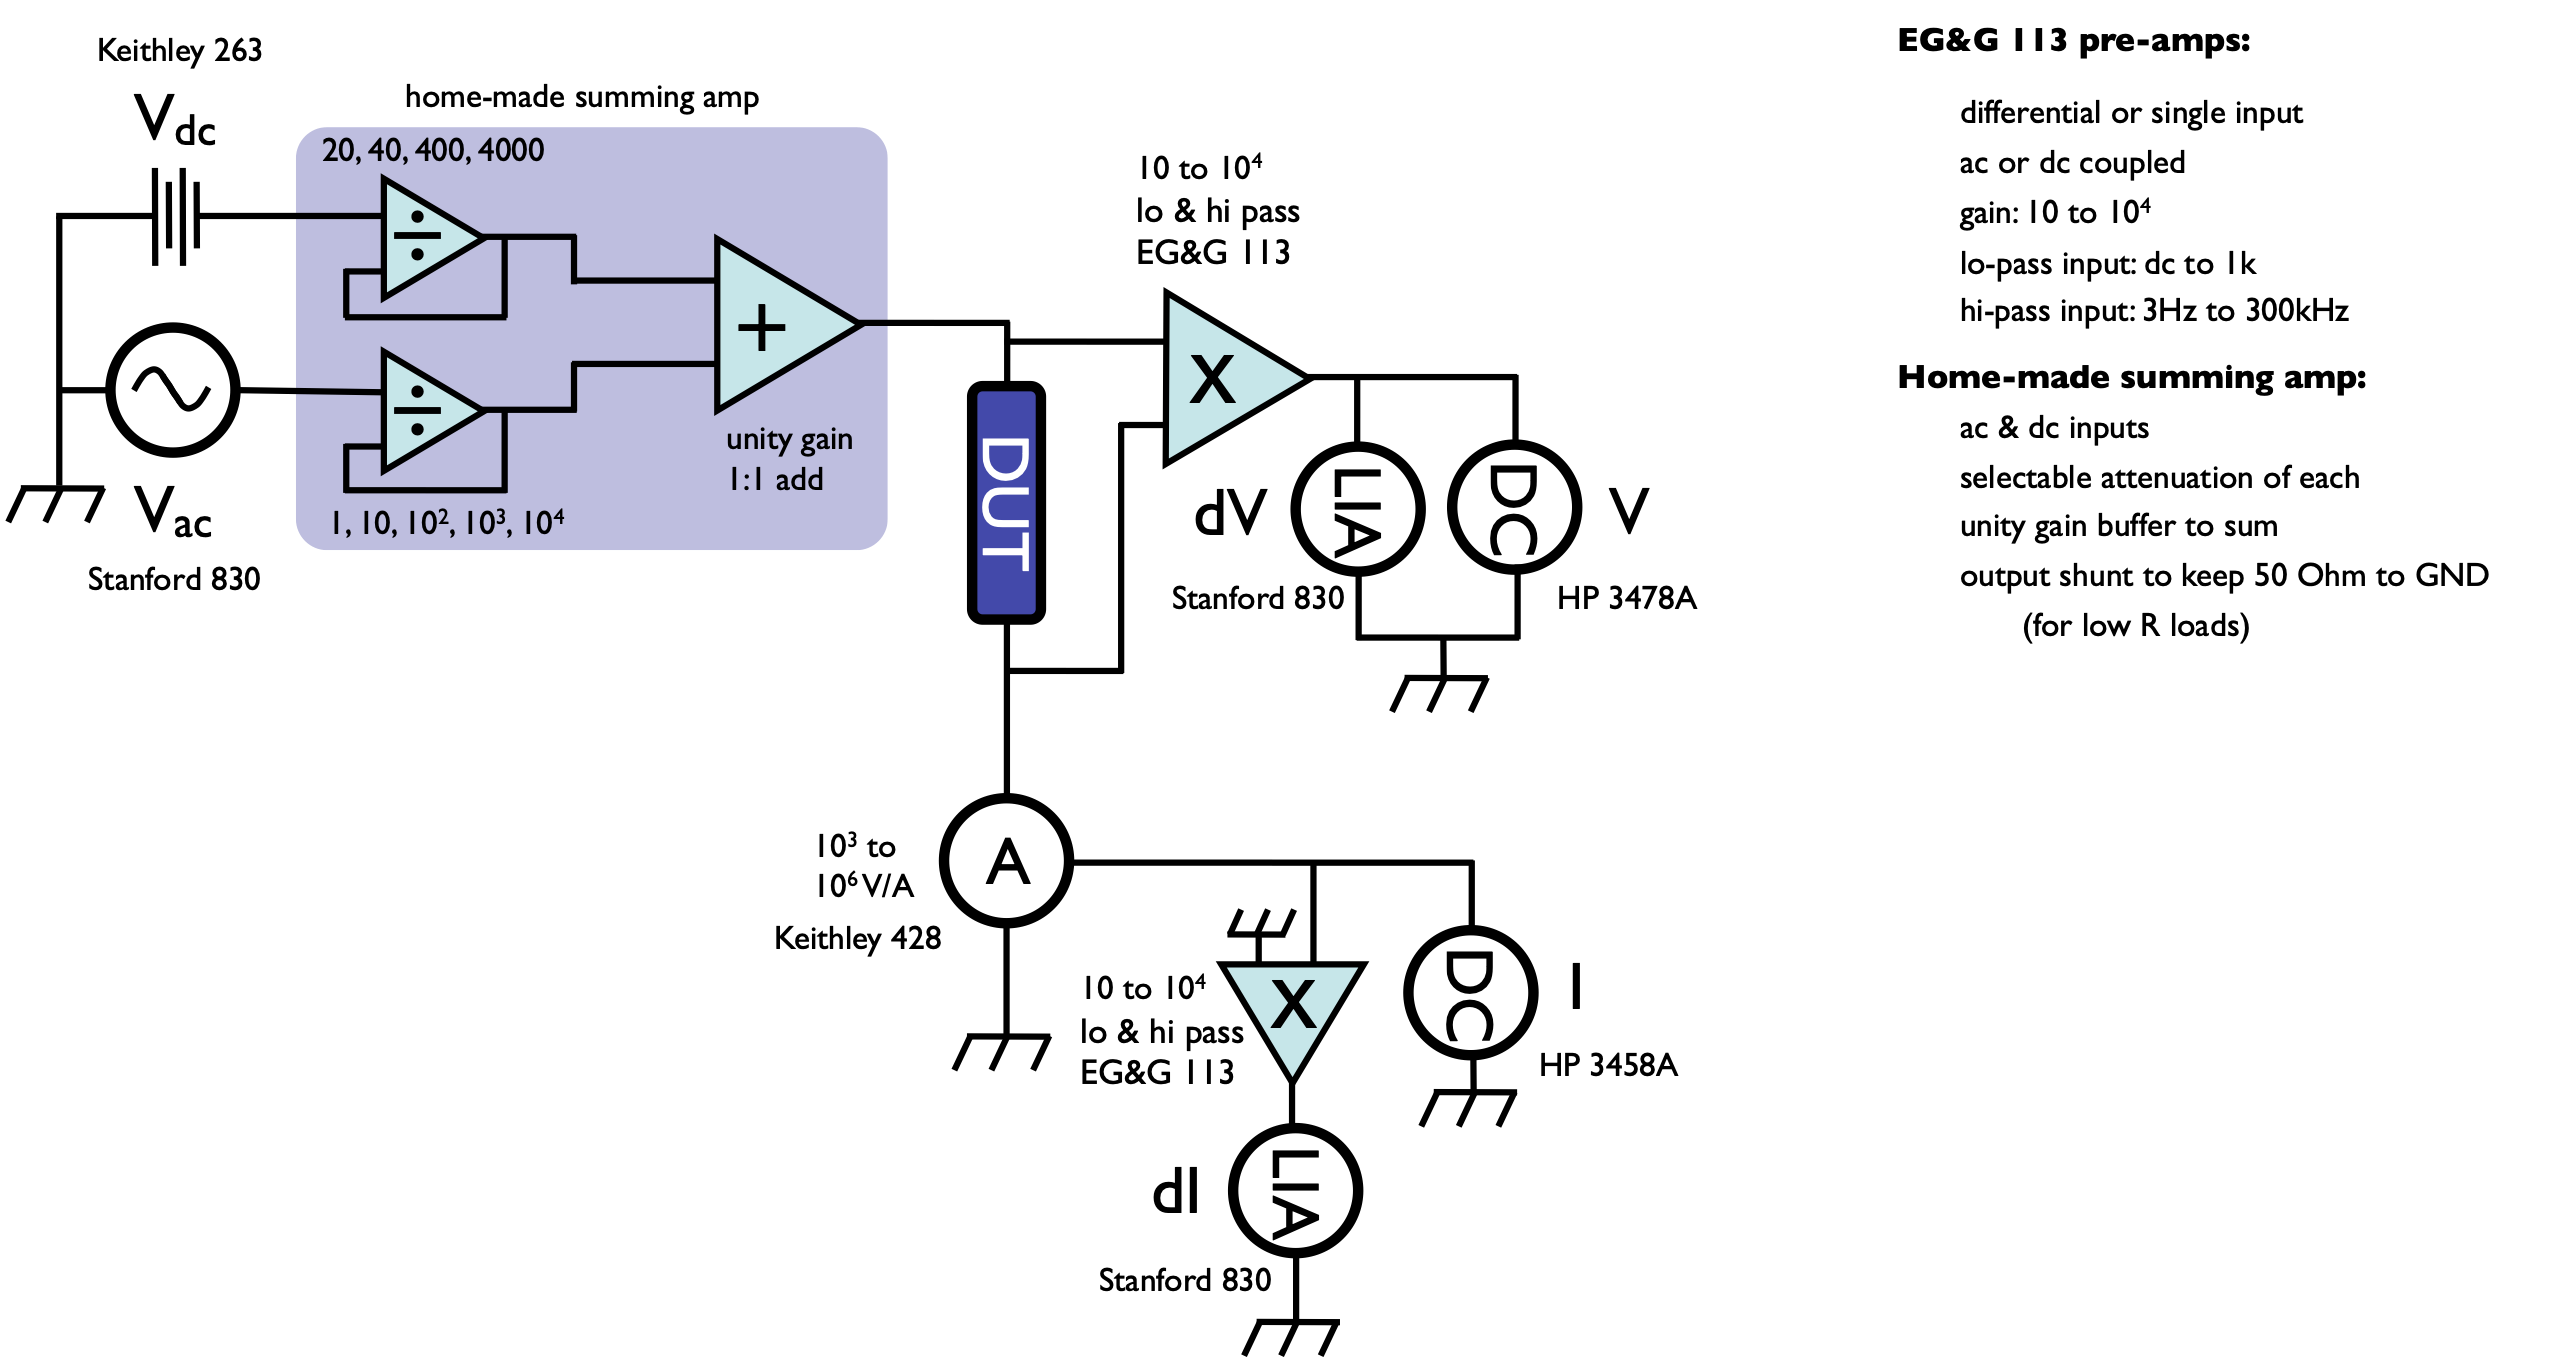 Keithley 263
Vdc
home-made summing amp
20, 40, 400, 4000
÷
÷
+
unity gain
1:1 add
1, 10, 10², 10³, 10⁴
Vac
Stanford 830
10 to 10⁴
lo & hi pass
EG&G 113
X
DUT
dV
LIA
DC
V
Stanford 830
HP 3478A
10³ to
10⁶ V/A
A
Keithley 428
10 to 10⁴
lo & hi pass
EG&G 113
X
DC
I
HP 3458A
dI
LIA
Stanford 830
EG&G 113 pre-amps:
differential or single input
ac or dc coupled
gain: 10 to 10⁴
lo-pass input: dc to 1k
hi-pass input: 3Hz to 300kHz
Home-made summing amp:
ac & dc inputs
selectable attenuation of each
unity gain buffer to sum
output shunt to keep 50 Ohm to GND
(for low R loads)